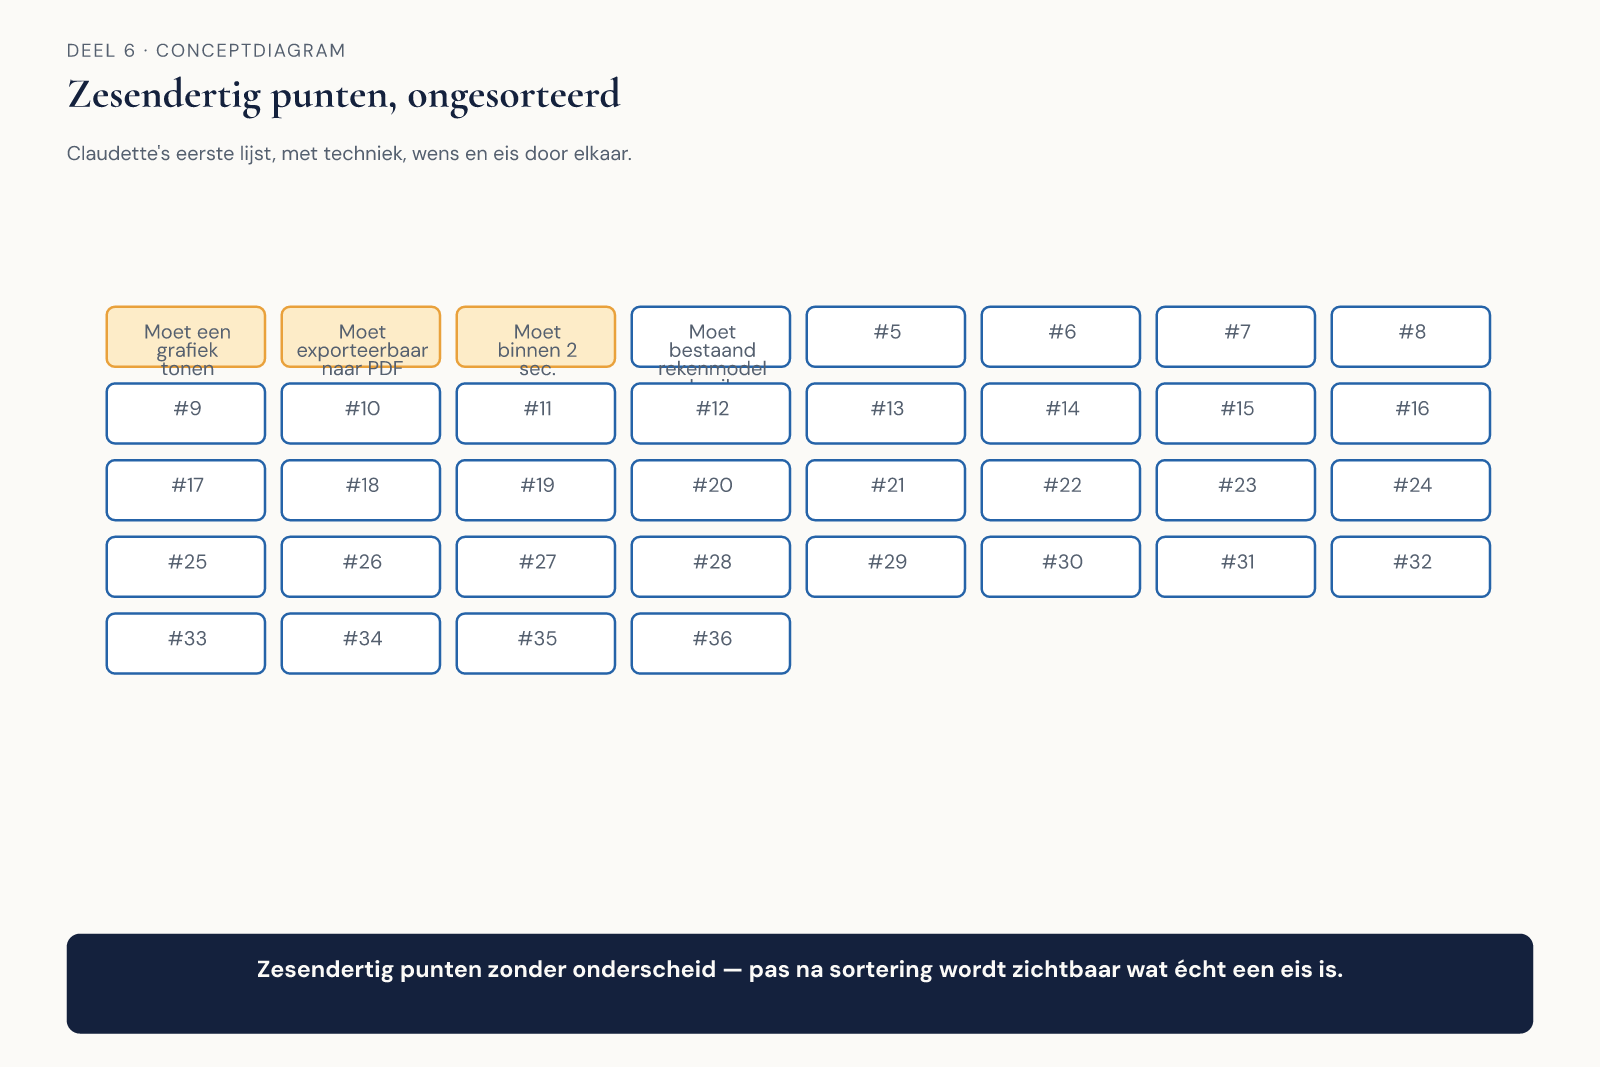 DEEL 6 · CONCEPTDIAGRAM
Zesendertig punten, ongesorteerd
Claudette's eerste lijst, met techniek, wens en eis door elkaar.
Moet een
grafiek
tonen
Moet
exporteerbaar
naar PDF
Moet
binnen 2
sec.
Moet
bestaand
rekenmodel
#5
#6
#7
#8
#9
#10
#11
#12
#13
#14
#15
#16
#17
#18
#19
#20
#21
#22
#23
#24
#25
#26
#27
#28
#29
#30
#31
#32
#33
#34
#35
#36
Zesendertig punten zonder onderscheid — pas na sortering wordt zichtbaar wat écht een eis is.